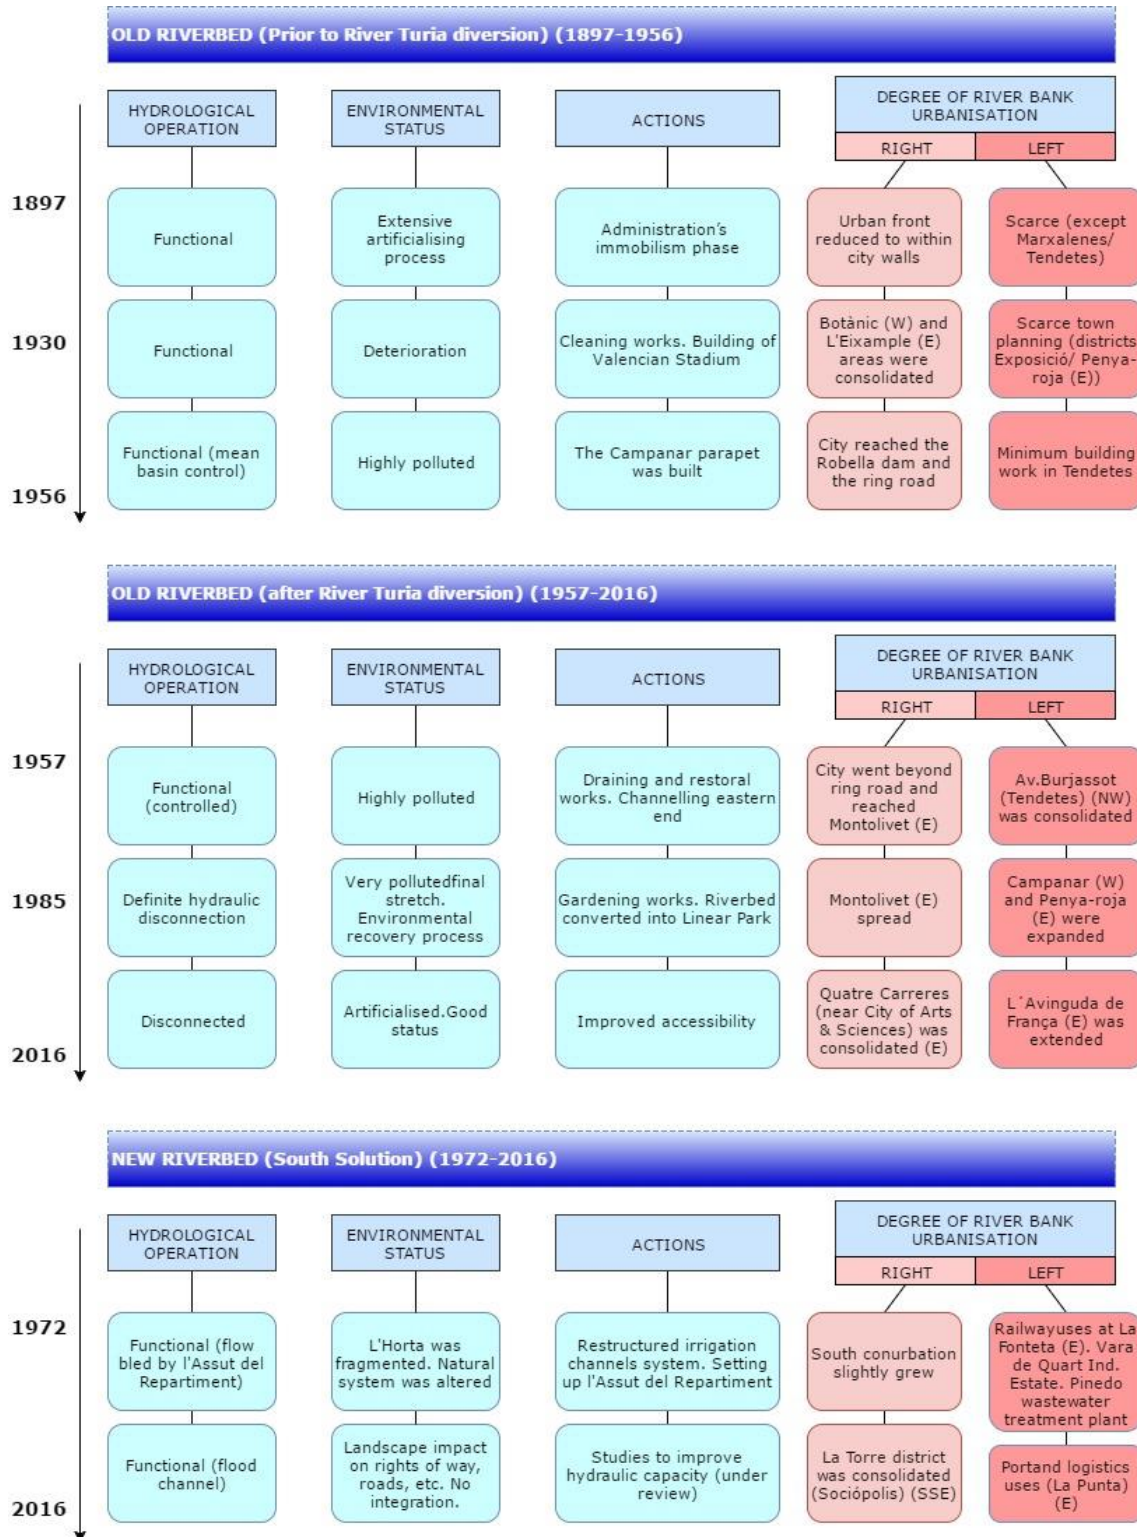 OLD RIVERBED (Prior to River Turia diversion) (1897-1956)
HYDROLOGICAL
OPERATION
ENVIRONMENTAL
STATUS
ACTIONS
DEGREE OF RIVER BANK
URBANISATION
RIGHT
LEFT
1897
Functional
Extensive
artificialising
process
Administration's
immobilism phase
Urban front
reduced to within
city walls
Scarce (except
Marxalenes/
Tendetes)
1930
Functional
Deterioration
Cleaning works. Building of
Valencian Stadium
Botànic (W) and
L'Eixample (E)
areas were
consolidated
Scarce town
planning (districts
Exposició/ Penya-
roja (E))
Functional (mean
basin control)
Highly polluted
The Campanar parapet
was built
City reached the
Robella dam and
the ring road
Minimum building
work in Tendetes
1956
OLD RIVERBED (after River Turia diversion) (1957-2016)
HYDROLOGICAL
OPERATION
ENVIRONMENTAL
STATUS
ACTIONS
DEGREE OF RIVER BANK
URBANISATION
RIGHT
LEFT
1957
Functional
(controlled)
Highly polluted
Draining and restoral
works. Channelling eastern
end
City went beyond
ring road and
reached
Montolivet (E)
Av.Burjassot
(Tendetes) (NW)
was consolidated
1985
Definite hydraulic
disconnection
Very pollutedfinal
stretch.
Environmental
recovery process
Gardening works. Riverbed
converted into Linear Park
Montolivet (E)
spread
Campanar (W)
and Penya-roja
(E) were
expanded
Disconnected
Artificialised.Good
status
Improved accessibility
Quatre Carreres
(near City of Arts
& Sciences) was
consolidated (E)
L´Avinguda de
França (E) was
extended
2016
NEW RIVERBED (South Solution) (1972-2016)
HYDROLOGICAL
OPERATION
ENVIRONMENTAL
STATUS
ACTIONS
DEGREE OF RIVER BANK
URBANISATION
RIGHT
LEFT
1972
Functional (flow
bled by l'Assut del
Repartiment)
L'Horta was
fragmented. Natural
system was altered
Restructured irrigation
channels system. Setting
up l'Assut del Repartiment
South conurbation
slightly grew
Railwayuses at La
Fonteta (E). Vara
de Quart Ind.
Estate. Pinedo
wastewater
treatment plant
Functional (flood
channel)
Landscape impact
on rights of way,
roads, etc. No
integration.
Studies to improve
hydraulic capacity (under
review)
La Torre district
was consolidated
(Sociópolis) (SSE)
Portand logistics
uses (La Punta)
(E)
2016